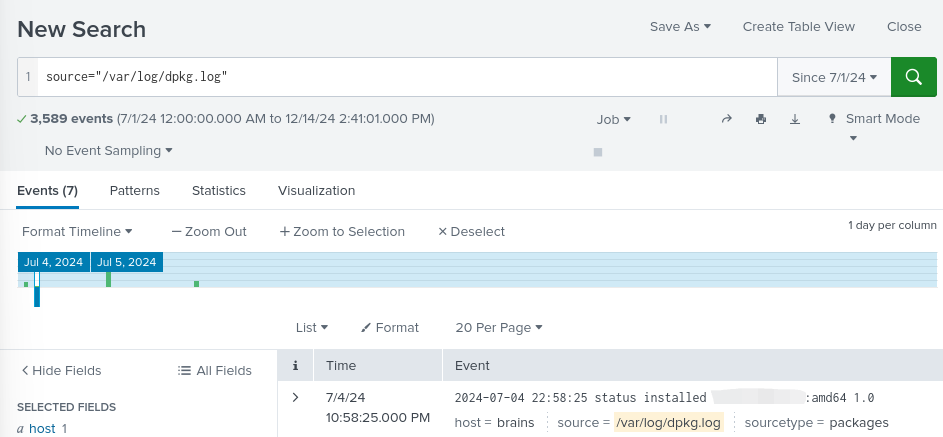 New Search
Save As Create Table View Close
1 source="/var/log/dpkg.log" Since 7/1/24
3,589 events (7/1/24 12:00:00.000 AM to 12/14/24 2:41:01.000 PM) Job Smart Mode
No Event Sampling
Events (7) Patterns Statistics Visualization
Format Timeline — Zoom Out + Zoom to Selection × Deselect 1 day per column
Jul 4, 2024 Jul 5, 2024
List Format 20 Per Page
< Hide Fields All Fields i Time Event
SELECTED FIELDS
a host 1
> 7/4/24 2024-07-04 22:58:25 status installed :amd64 1.0
10:58:25.000 PM host = brains source = /var/log/dpkg.log sourcetype = packages